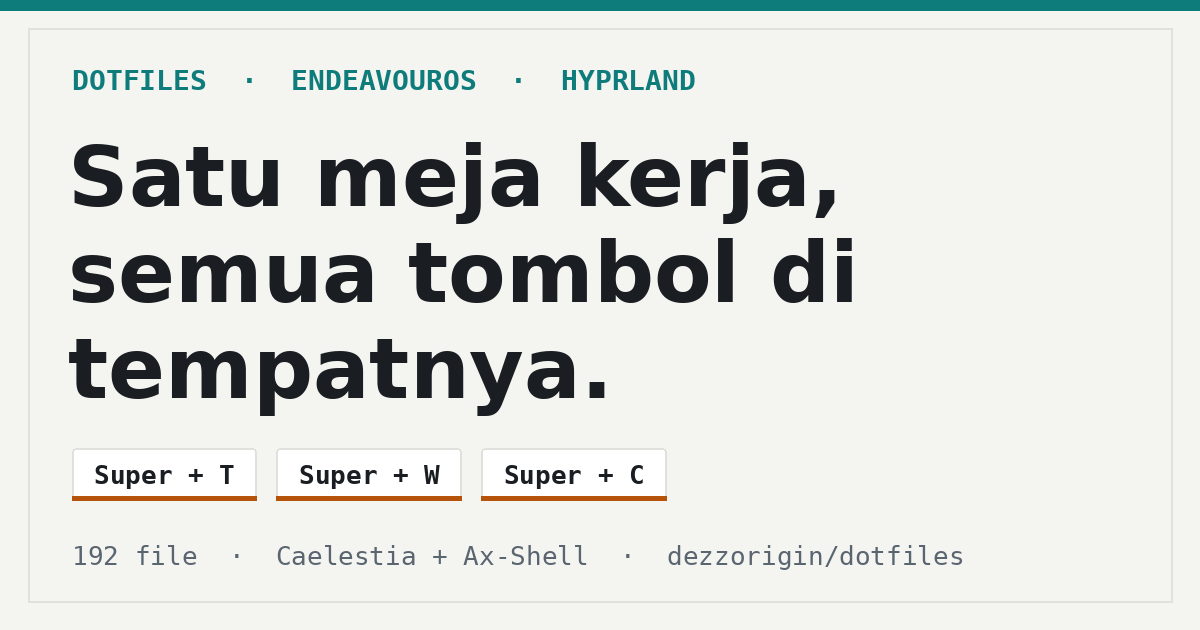 DOTFILES · ENDEAVOUROS · HYPRLAND
Satu meja kerja,
semua tombol di
tempatnya.
Super + T Super + W Super + C
192 file · Caelestia + Ax-Shell · dezzorigin/dotfiles